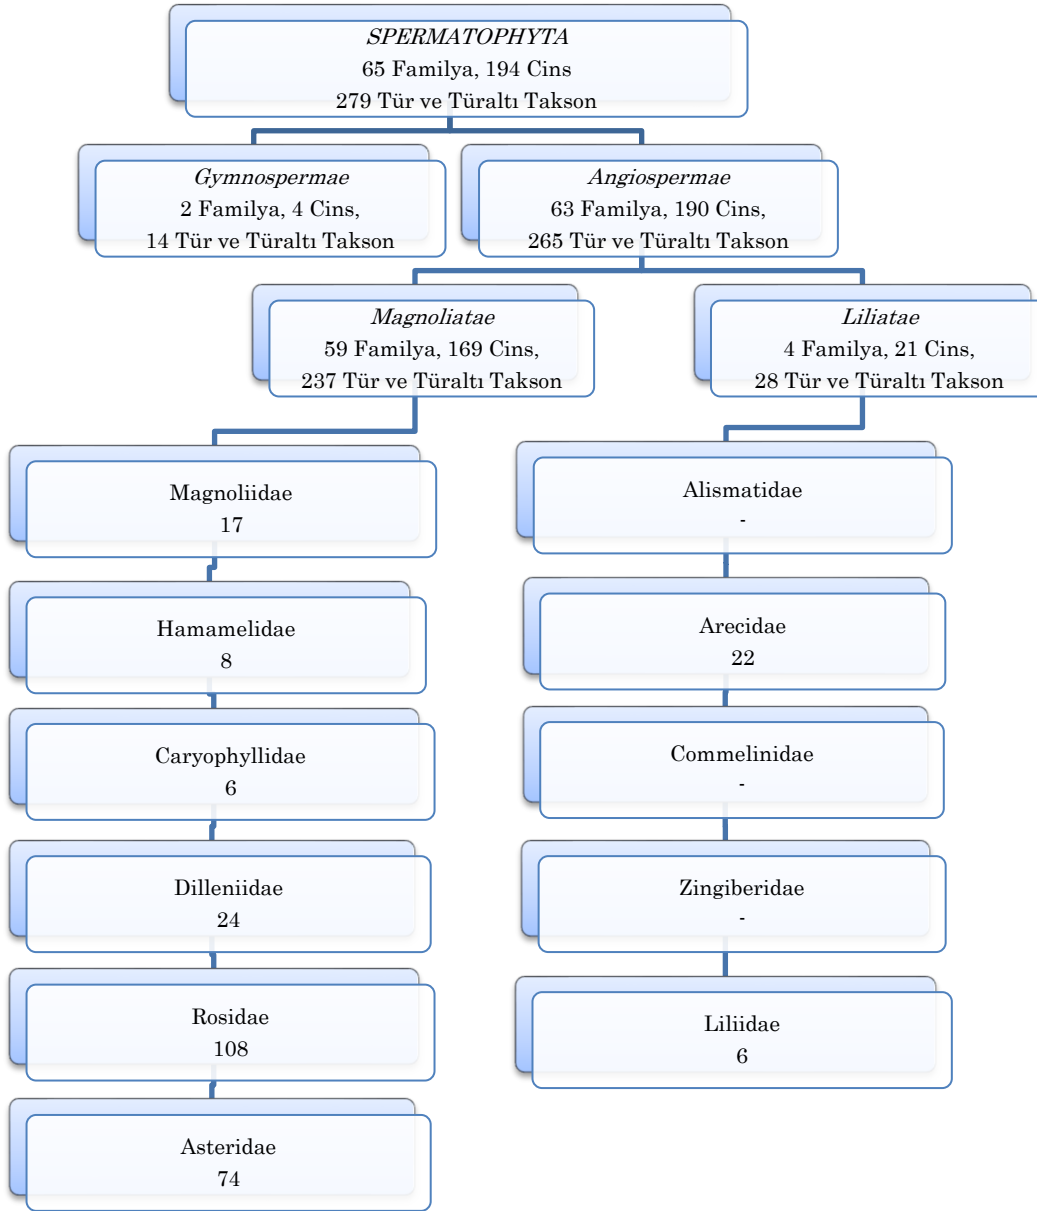 SPERMATOPHYTA
65 Familya, 194 Cins
279 Tür ve Türaltı Takson
Gymnospermae
2 Familya, 4 Cins,
14 Tür ve Türaltı Takson
Angiospermae
63 Familya, 190 Cins,
265 Tür ve Türaltı Takson
Magnoliatae
59 Familya, 169 Cins,
237 Tür ve Türaltı Takson
Liliatae
4 Familya, 21 Cins,
28 Tür ve Türaltı Takson
Magnoliidae
17
Hamamelidae
8
Caryophyllidae
6
Dilleniidae
24
Rosidae
108
Asteridae
74
Alismatidae
-
Arecidae
22
Commelinidae
-
Zingiberidae
-
Liliidae
6